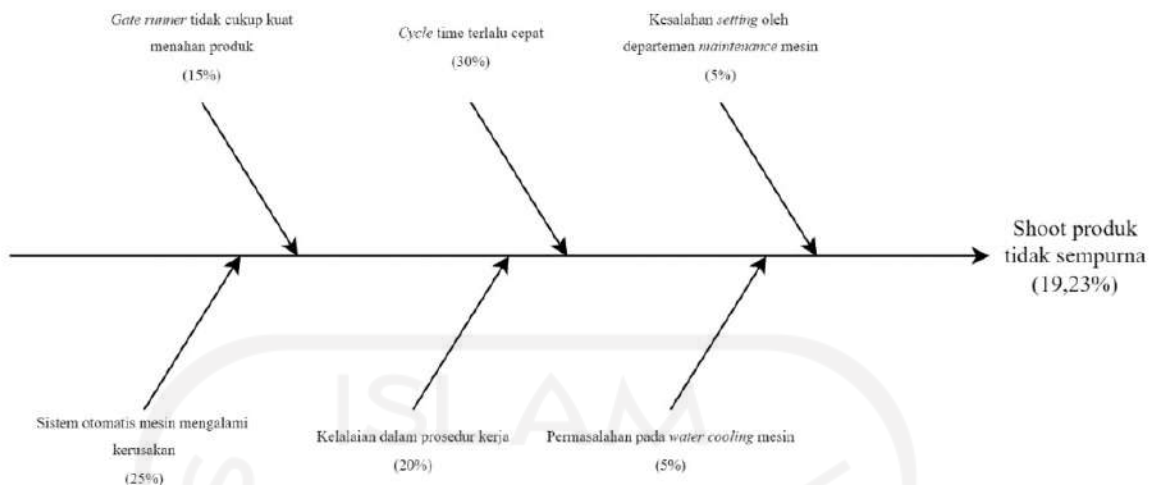 Gate runner tidak cukup kuat
menahan produk
(15%)
Cycle time terlalu cepat
(30%)
Kesalahan setting oleh
departemen maintenance mesin
(5%)
Shoot produk
tidak sempurna
(19,23%)
Sistem otomatis mesin mengalami
kerusakan
(25%)
Kelalaian dalam prosedur kerja
(20%)
Permasalahan pada water cooling mesin
(5%)
ISLAM